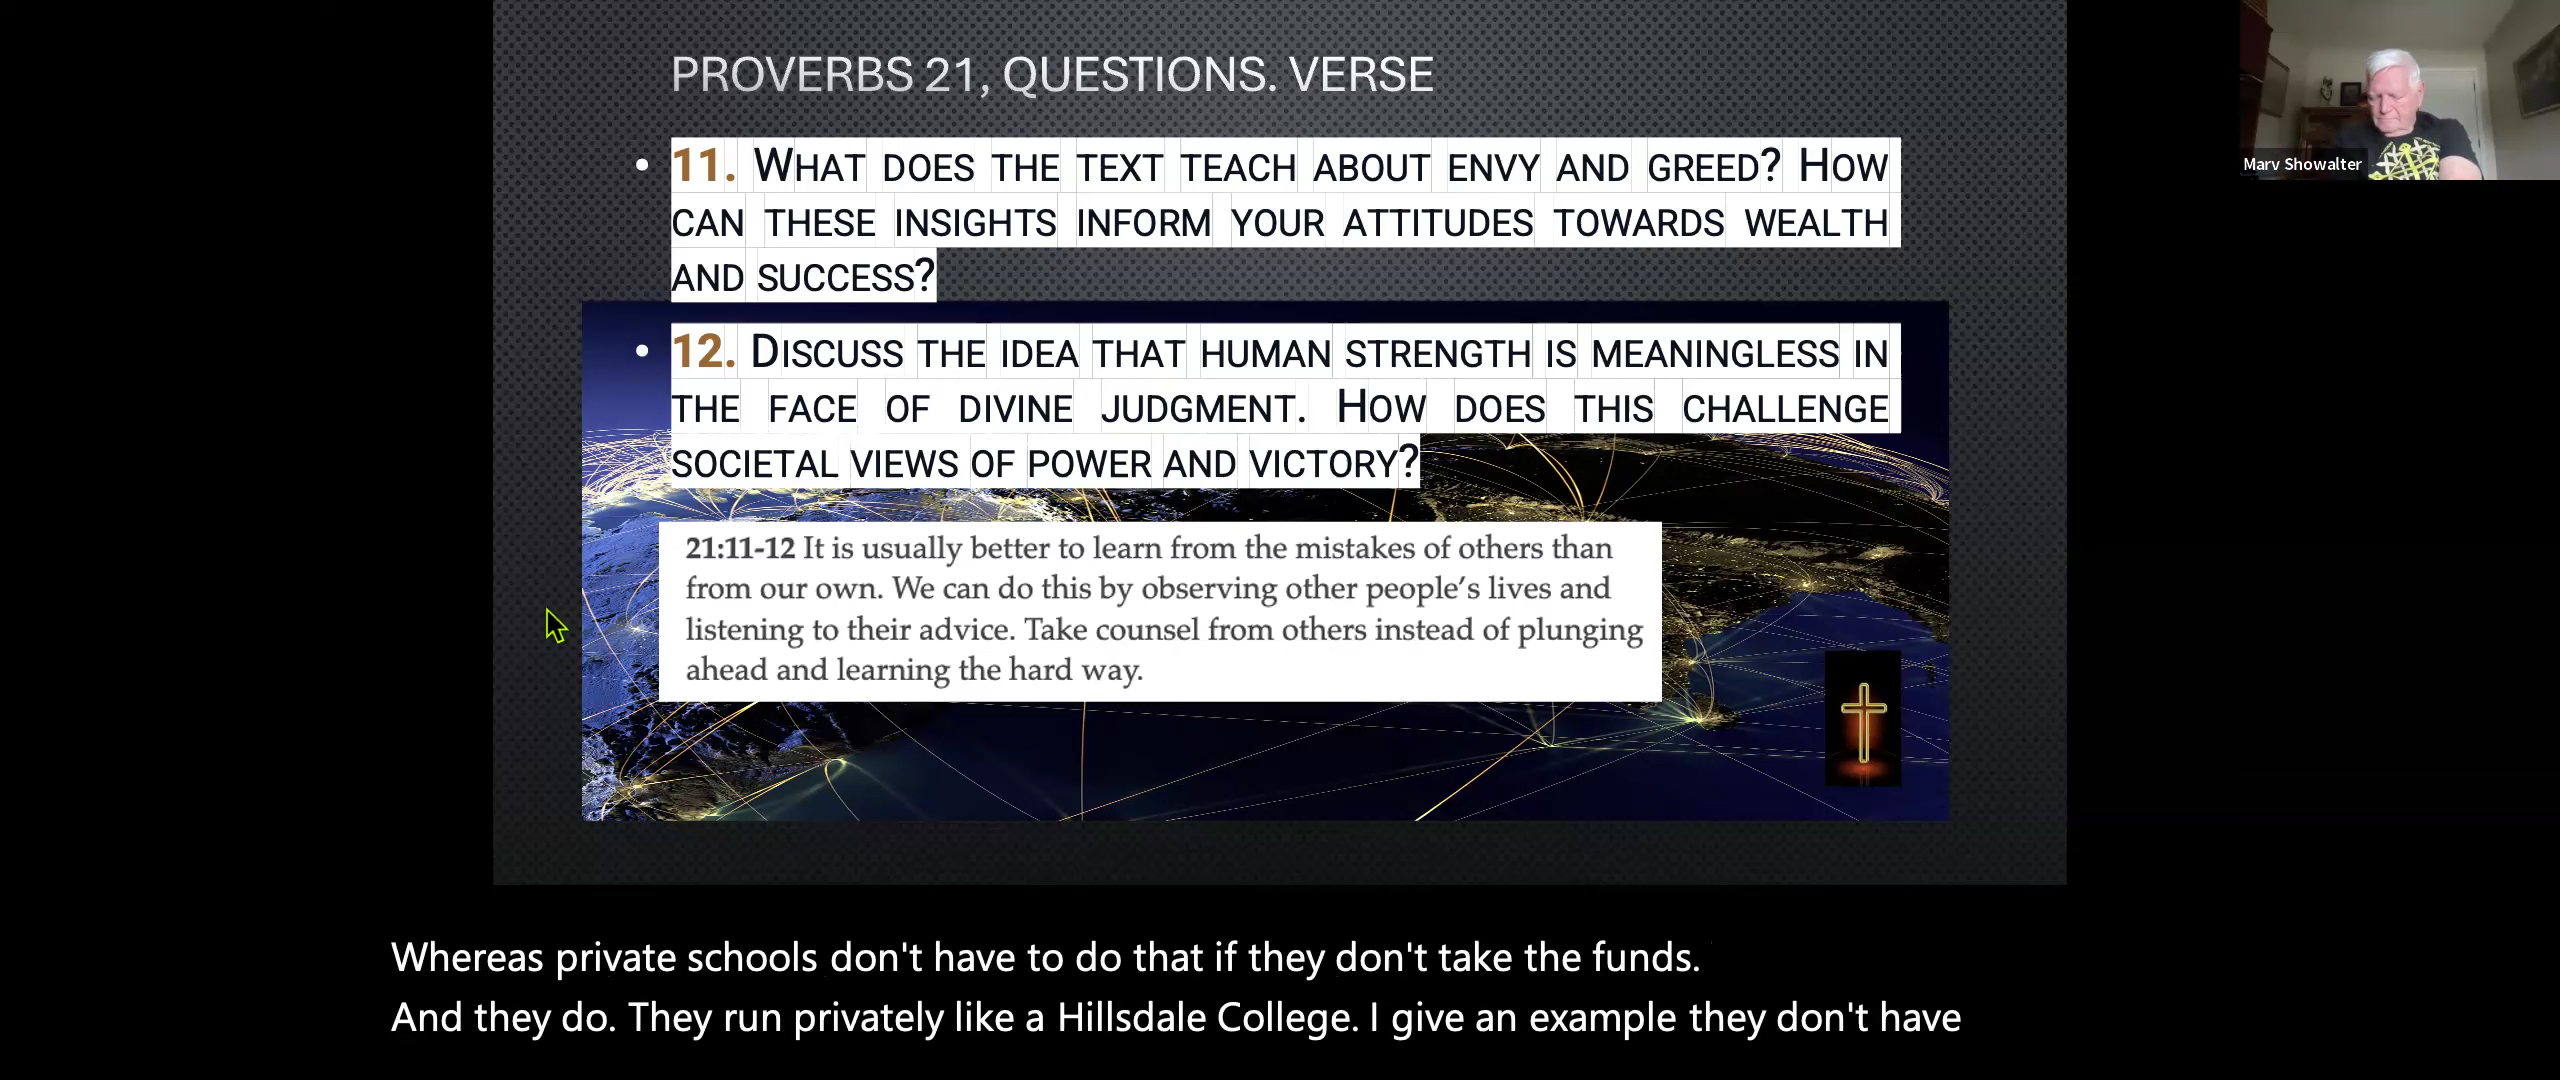 PROVERBS 21, QUESTIONS. VERSE
• 11. WHAT DOES THE TEXT TEACH ABOUT ENVY AND GREED? HOW
CAN THESE INSIGHTS INFORM YOUR ATTITUDES TOWARDS WEALTH
AND SUCCESS?
• 12. DISCUSS THE IDEA THAT HUMAN STRENGTH IS MEANINGLESS IN
THE FACE OF DIVINE JUDGMENT. HOW DOES THIS CHALLENGE
SOCIETAL VIEWS OF POWER AND VICTORY?
21:11-12 It is usually better to learn from the mistakes of others than
from our own. We can do this by observing other people's lives and
listening to their advice. Take counsel from others instead of plunging
ahead and learning the hard way.
Marv Showalter
Whereas private schools don't have to do that if they don't take the funds.
And they do. They run privately like a Hillsdale College. I give an example they don't have